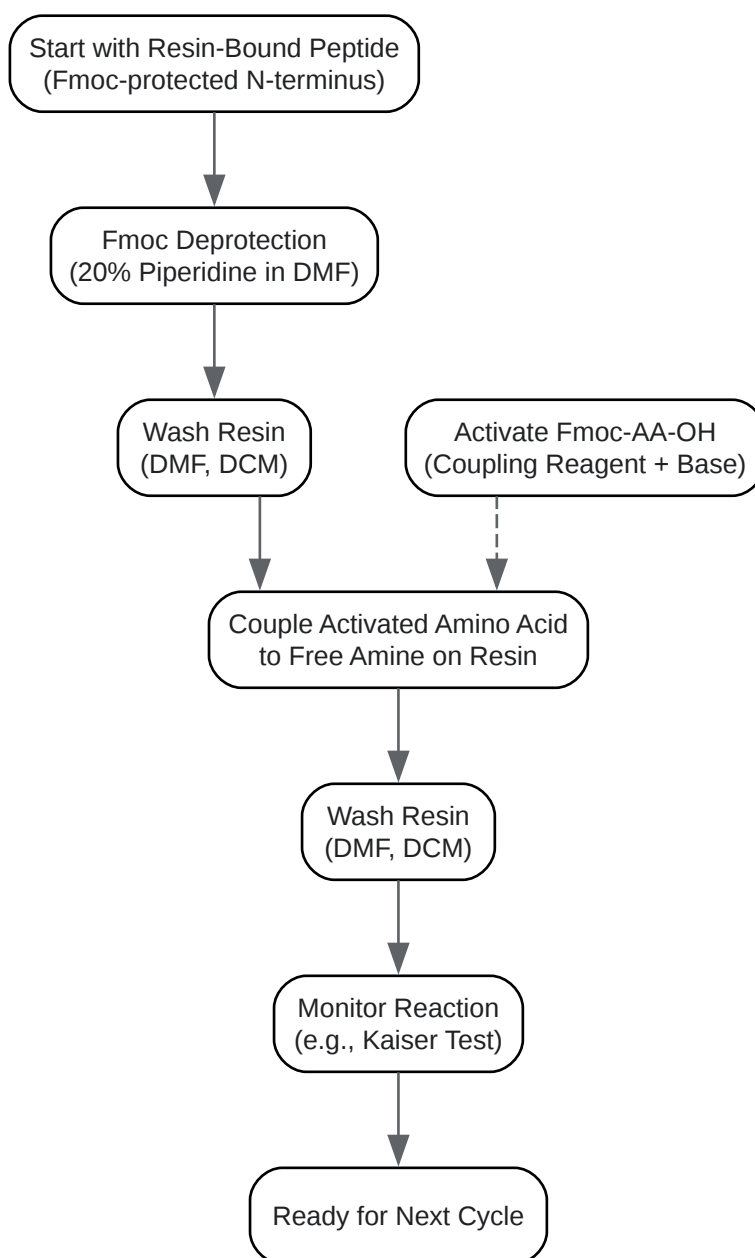 Start with Resin-Bound Peptide
(Fmoc-protected N-terminus)
Fmoc Deprotection
(20% Piperidine in DMF)
Wash Resin
(DMF, DCM)
Activate Fmoc-AA-OH
(Coupling Reagent + Base)
Couple Activated Amino Acid
to Free Amine on Resin
Wash Resin
(DMF, DCM)
Monitor Reaction
(e.g., Kaiser Test)
Ready for Next Cycle